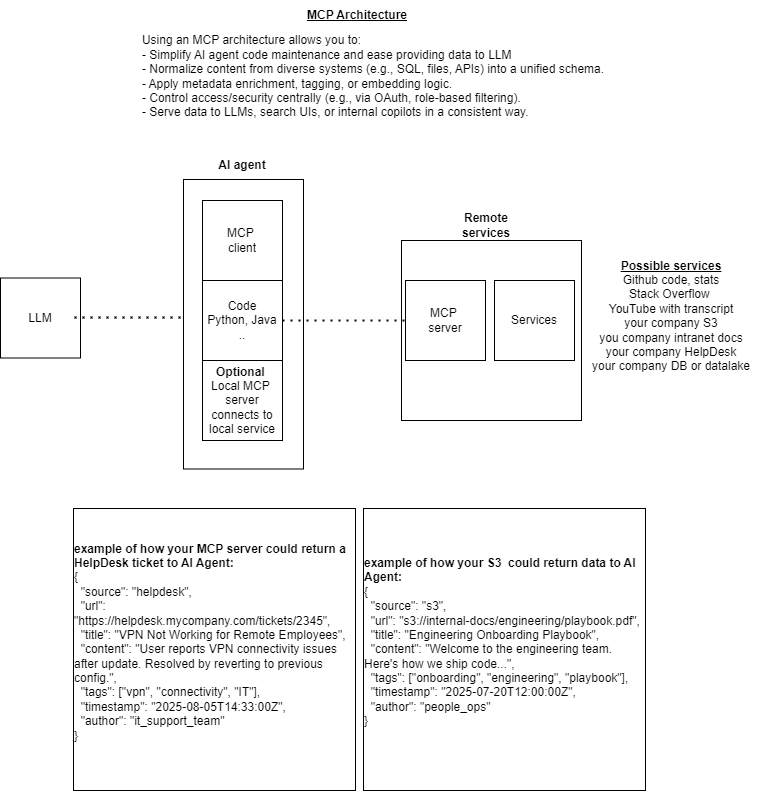 MCP Architecture
Using an MCP architecture allows you to:
- Simplify AI agent code maintenance and ease providing data to LLM
- Normalize content from diverse systems (e.g., SQL, files, APIs) into a unified schema.
- Apply metadata enrichment, tagging, or embedding logic.
- Control access/security centrally (e.g., via OAuth, role-based filtering).
- Serve data to LLMs, search UIs, or internal copilots in a consistent way.
AI agent
MCP
client
LLM
Code
Python, Java
..
Optional
Local MCP
server
connects to
local service
Remote
services
MCP
server
Services
Possible services
Github code, stats
Stack Overflow
YouTube with transcript
your company S3
you company intranet docs
your company HelpDesk
your company DB or datalake
example of how your MCP server could return a
HelpDesk ticket to AI Agent:
{
"source": "helpdesk",
"url":
"https://helpdesk.mycompany.com/tickets/2345",
"title": "VPN Not Working for Remote Employees",
"content": "User reports VPN connectivity issues
after update. Resolved by reverting to previous
config.",
"tags": ["vpn", "connectivity", "IT"],
"timestamp": "2025-08-05T14:33:00Z",
"author": "it_support_team"
}
example of how your S3 could return data to AI
Agent:
{
"source": "s3",
"url": "s3://internal-docs/engineering/playbook.pdf",
"title": "Engineering Onboarding Playbook",
"content": "Welcome to the engineering team.
Here's how we ship code...",
"tags": ["onboarding", "engineering", "playbook"],
"timestamp": "2025-07-20T12:00:00Z",
"author": "people_ops"
}